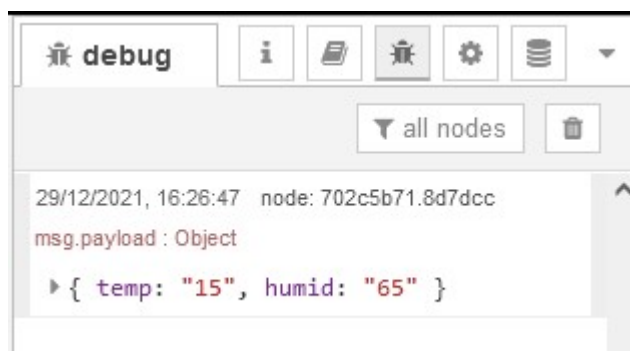 debug
i
all nodes
29/12/2021, 16:26:47 node: 702c5b71.8d7dcc
msg.payload : Object
{ temp: "15", humid: "65" }